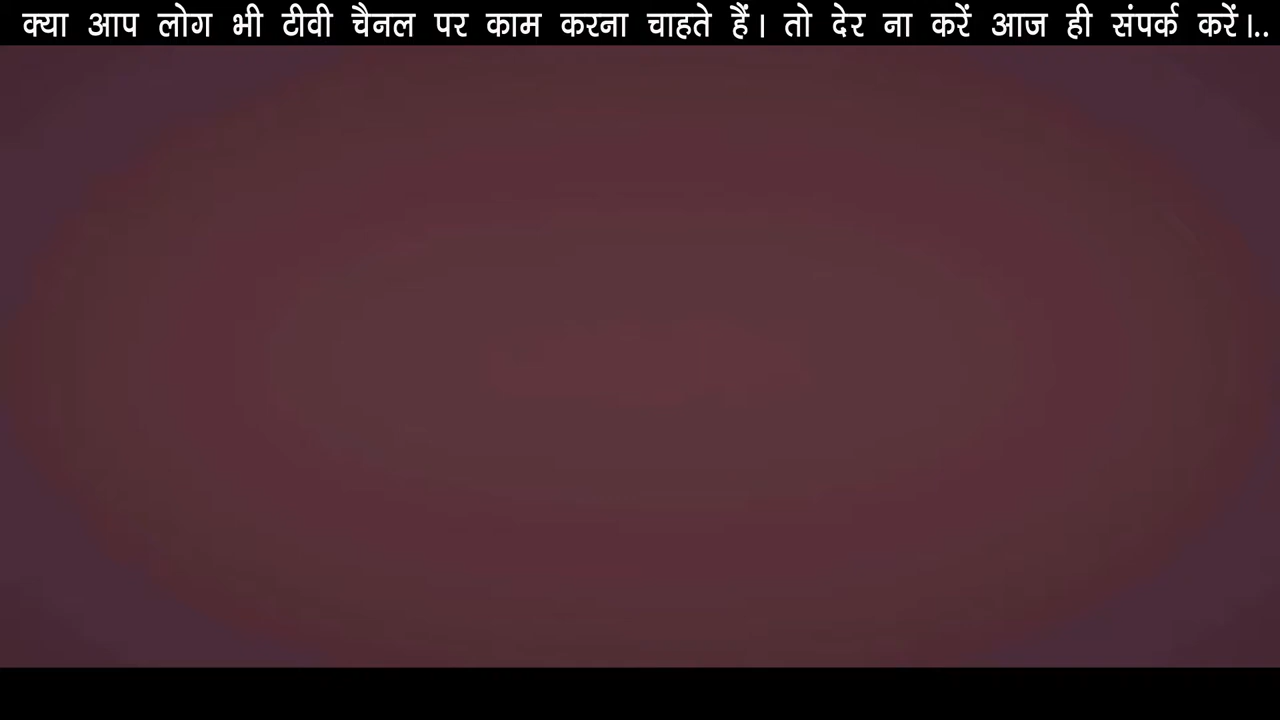 क्या आप लोग भी टीवी चैनल पर काम करना चाहते हैं। तो देर ना करें आज ही संपर्क करें।..